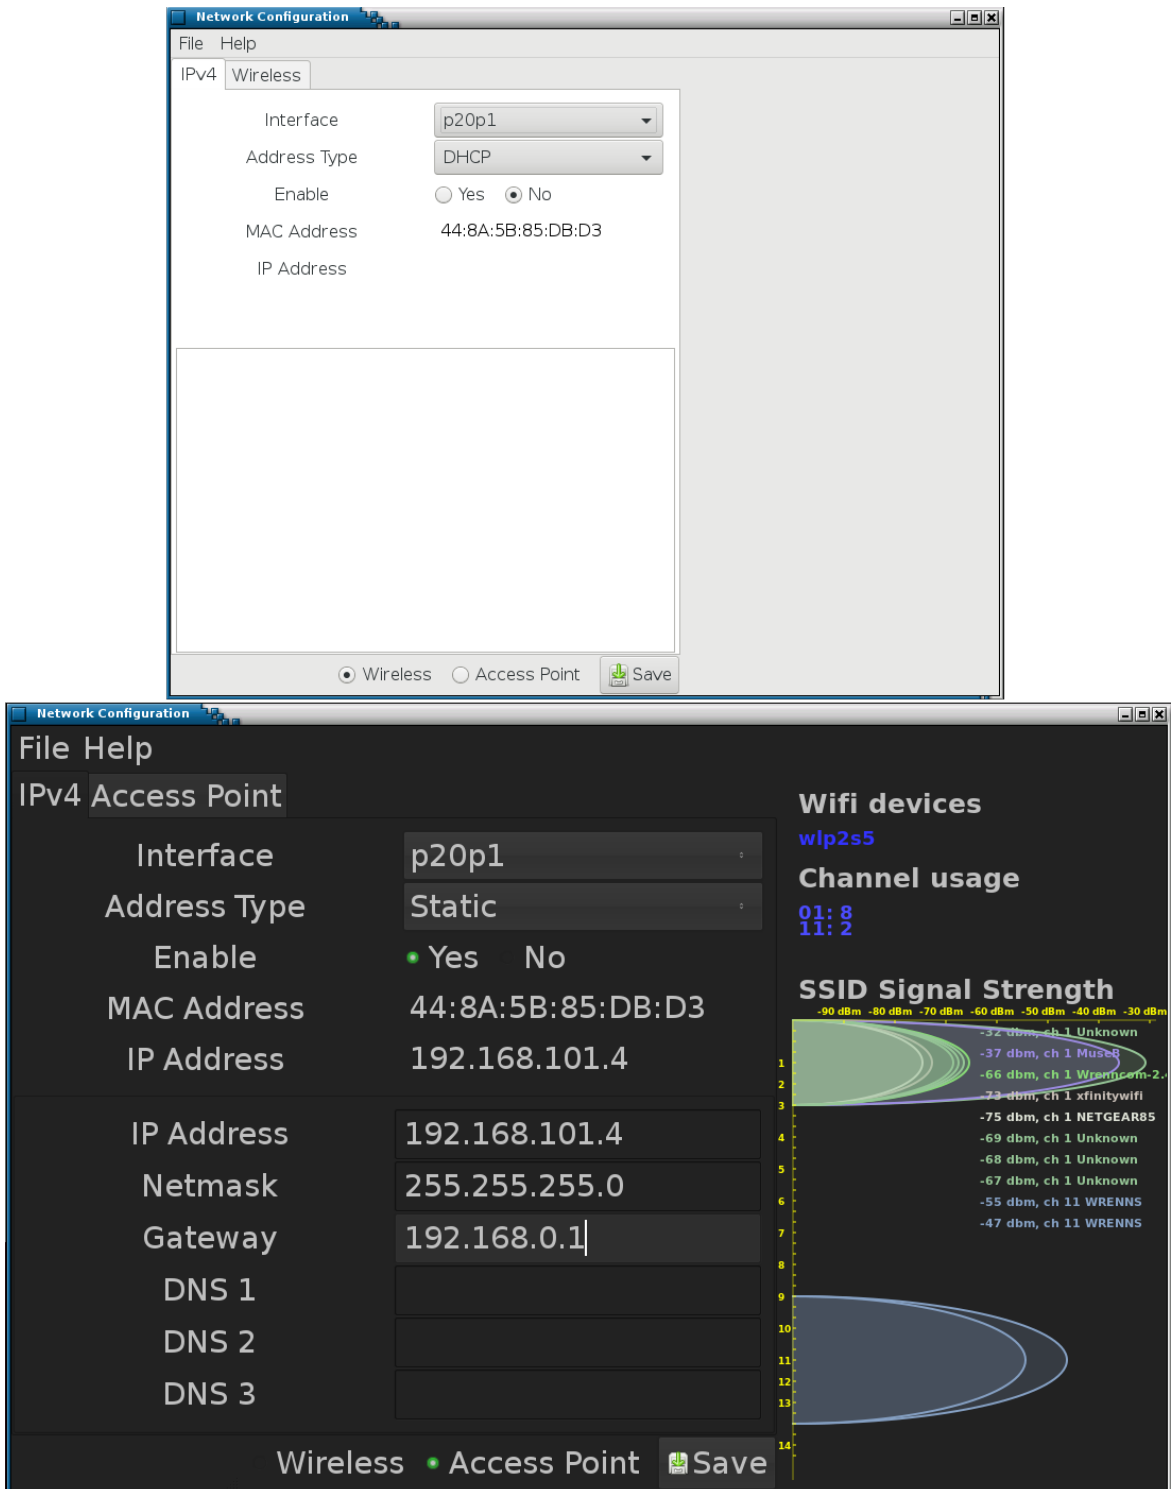 Network Configuration
File Help
IPv4 Wireless
Interface p20p1
Address Type DHCP
Enable Yes No
MAC Address 44:8A:5B:85:DB:D3
IP Address
Wireless Access Point Save
Network Configuration
File Help
IPv4 Access Point
Interface p20p1
Address Type Static
Enable Yes No
MAC Address 44:8A:5B:85:DB:D3
IP Address 192.168.101.4
IP Address 192.168.101.4
Netmask 255.255.255.0
Gateway 192.168.0.1
DNS 1
DNS 2
DNS 3
Wireless Access Point Save
Wifi devices
wlp2s5
Channel usage
01: 8
11: 2
SSID Signal Strength
-90 dBm -80 dBm -70 dBm -60 dBm -50 dBm -40 dBm -30 dBm
-32 dbm, ch 1 Unknown
-37 dbm, ch 1 MuseB
-66 dbm, ch 1 Wrenncom-2.
-73 dbm, ch 1 xfinitywifi
-75 dbm, ch 1 NETGEAR85
-69 dbm, ch 1 Unknown
-68 dbm, ch 1 Unknown
-67 dbm, ch 1 Unknown
-55 dbm, ch 11 WRENNS
-47 dbm, ch 11 WRENNS
1
2
3
4
5
6
7
8
9
10
11
12
13
14